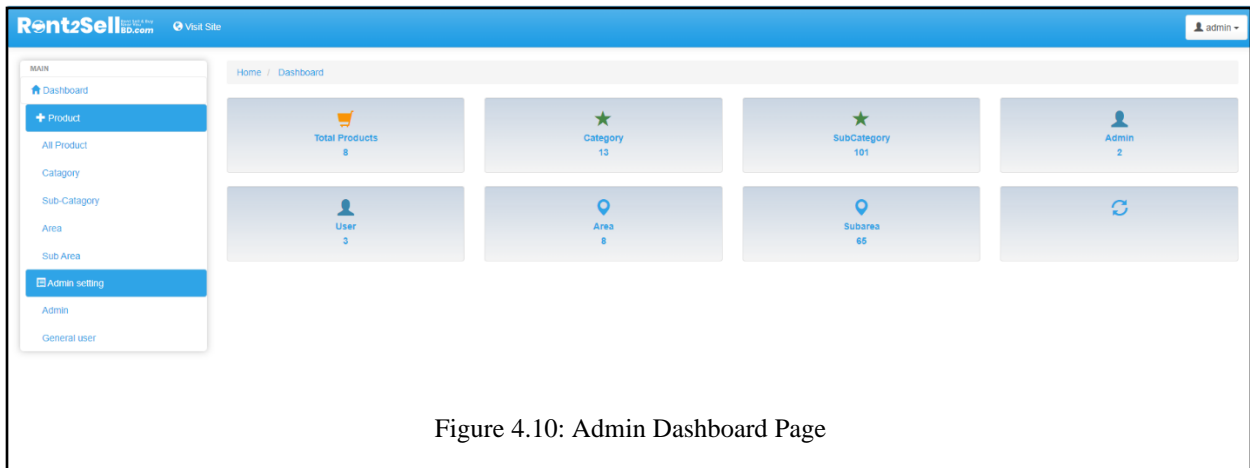 Rent2Sell BD.com
Visit Site
admin
MAIN
Dashboard
Product
All Product
Catagory
Sub-Catagory
Area
Sub Area
Admin setting
Admin
General user
Home / Dashboard
Total Products
8
Category
13
SubCategory
101
Admin
2
User
3
Area
8
Subarea
65
Figure 4.10: Admin Dashboard Page